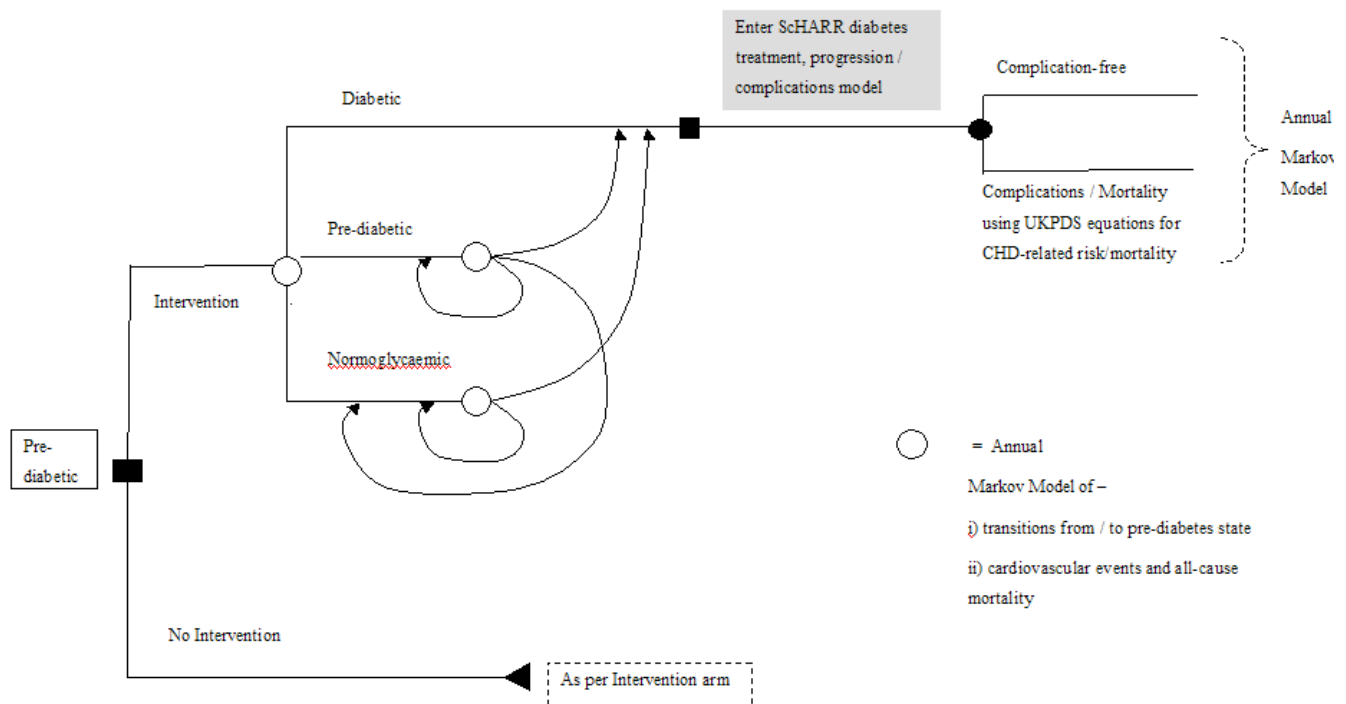 Enter ScHARR diabetes
treatment, progression /
complications model
Complication-free
Diabetic
Annual
Markov
Model
Complications / Mortality
using UKPDS equations for
CHD-related risk/mortality
Pre-diabetic
Intervention
Normoglycaemic
Pre-
diabetic
= Annual
Markov Model of –
i) transitions from / to pre-diabetes state
ii) cardiovascular events and all-cause
mortality
No Intervention
As per Intervention arm